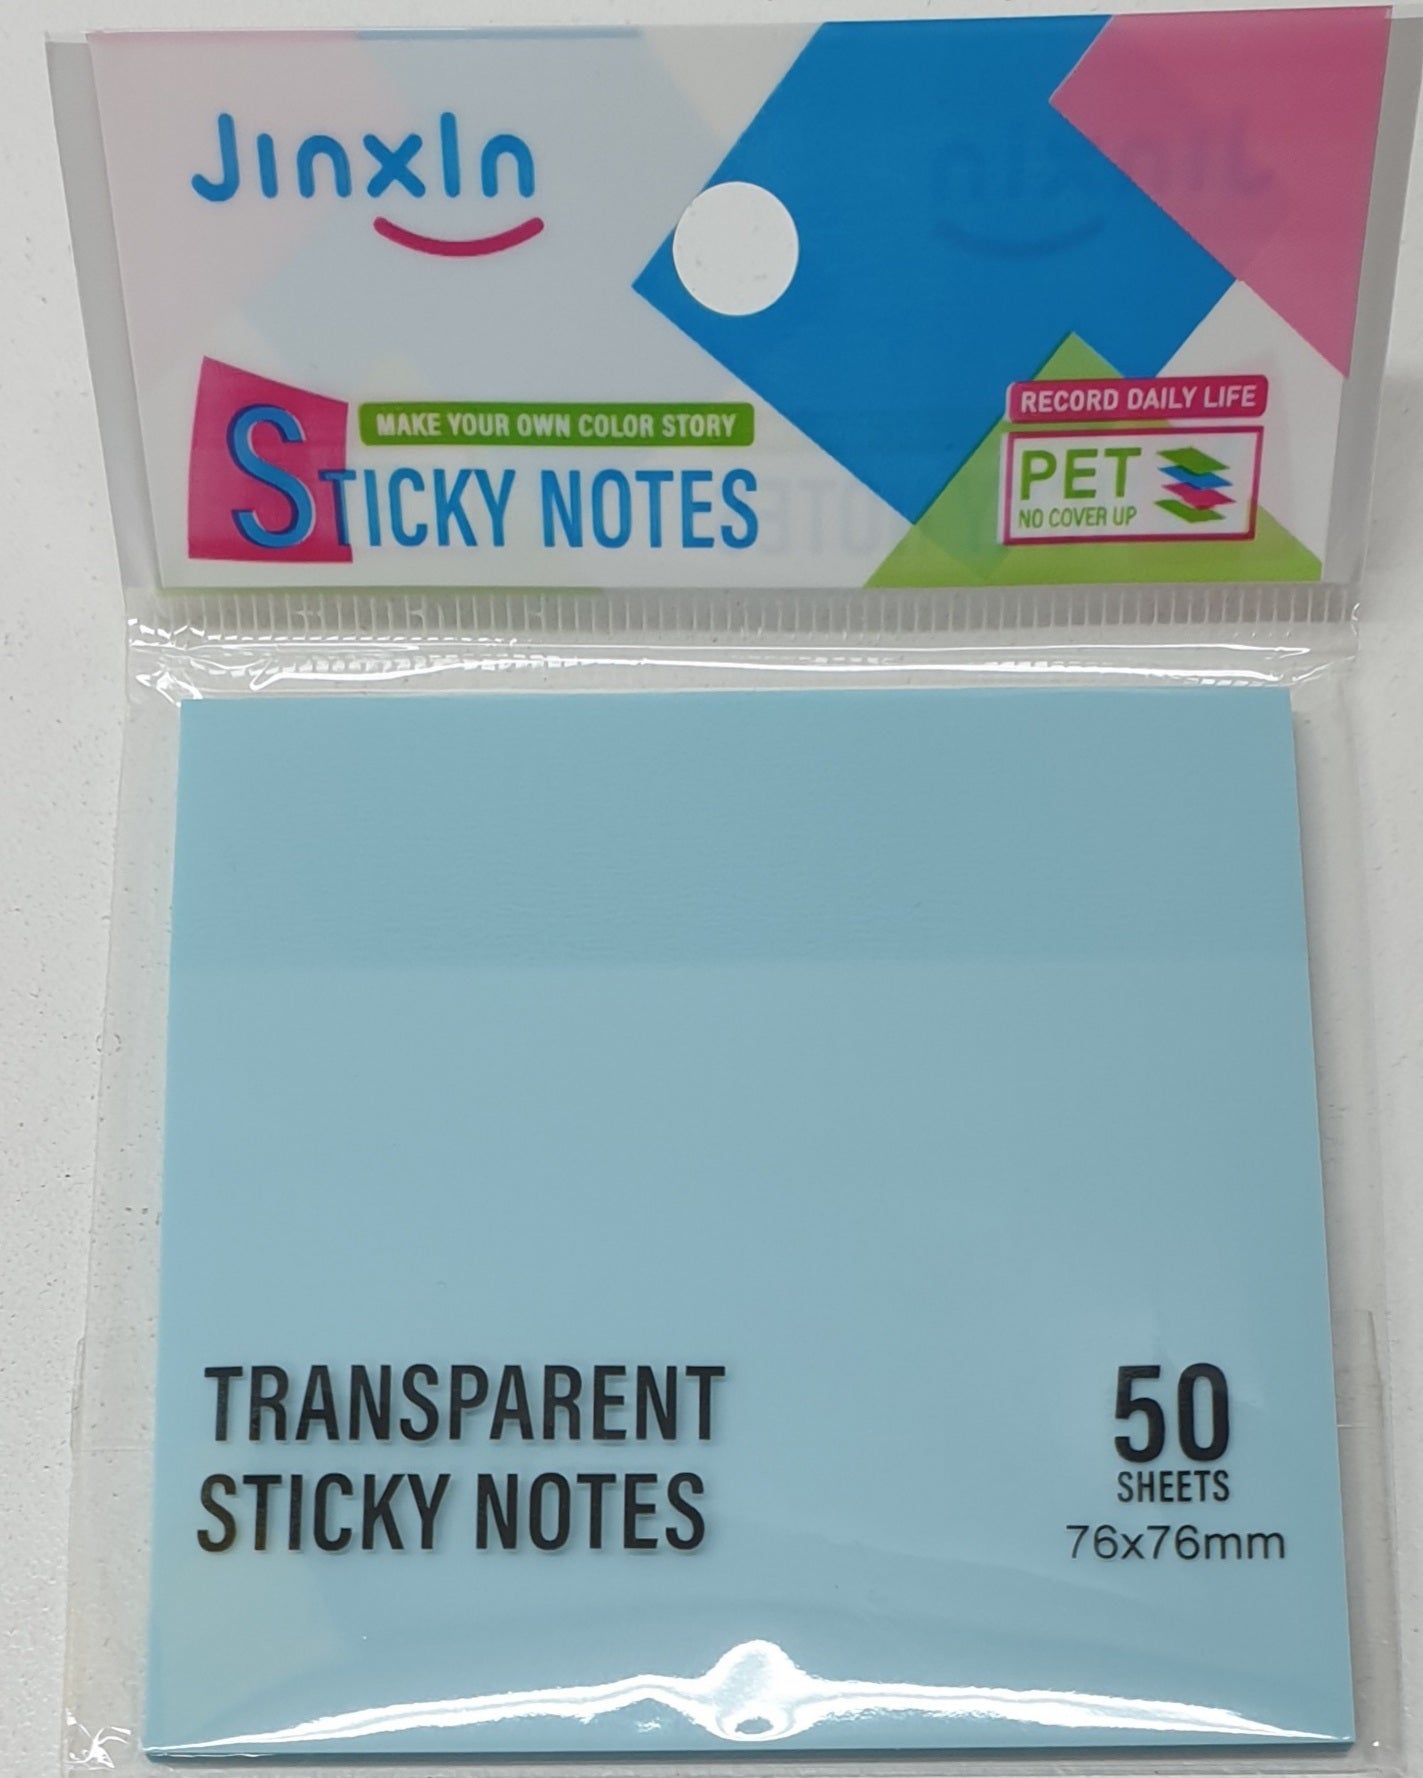 JinxIn
MAKE YOUR OWN COLOR STORY
STICKY NOTES
RECORD DAILY LIFE
PET
NO COVER UP
TRANSPARENT
STICKY NOTES
50
SHEETS
76x76mm